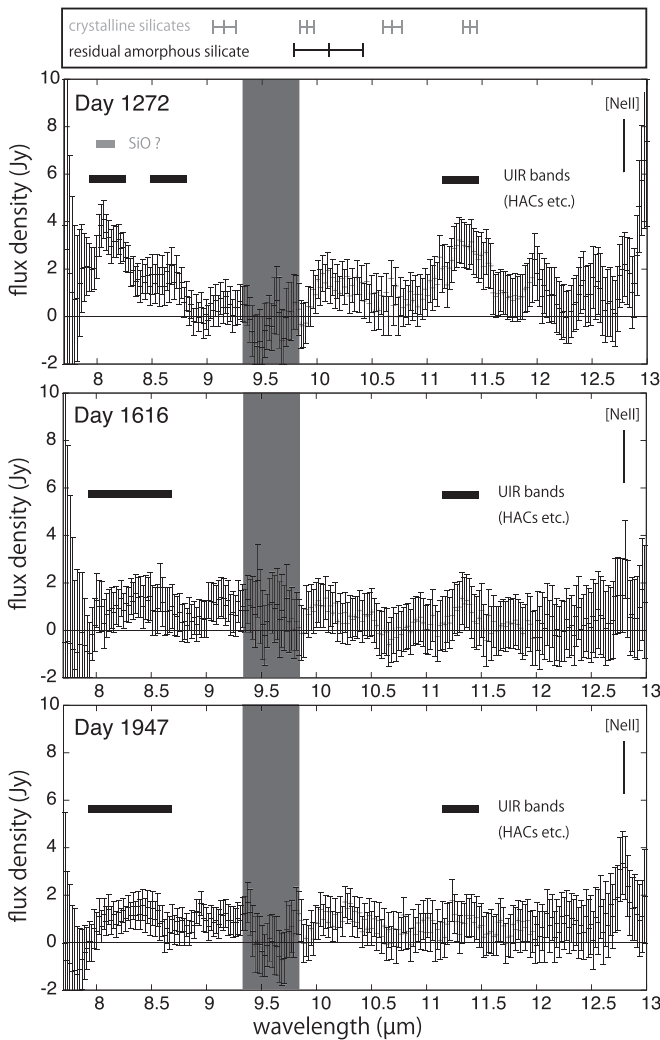 crystalline silicates
residual amorphous silicate
10
Day 1272
[NeII]
8
SiO ?
6
UIR bands
(HACs etc.)
flux density (Jy)
4
2
0
-2
8 8.5 9 9.5 10 10.5 11 11.5 12 12.5 13
10
Day 1616
[NeII]
8
6
UIR bands
(HACs etc.)
flux density (Jy)
4
2
0
-2
8 8.5 9 9.5 10 10.5 11 11.5 12 12.5 13
10
Day 1947
[NeII]
8
6
UIR bands
(HACs etc.)
flux density (Jy)
4
2
0
-2
8 8.5 9 9.5 10 10.5 11 11.5 12 12.5 13
wavelength (μm)